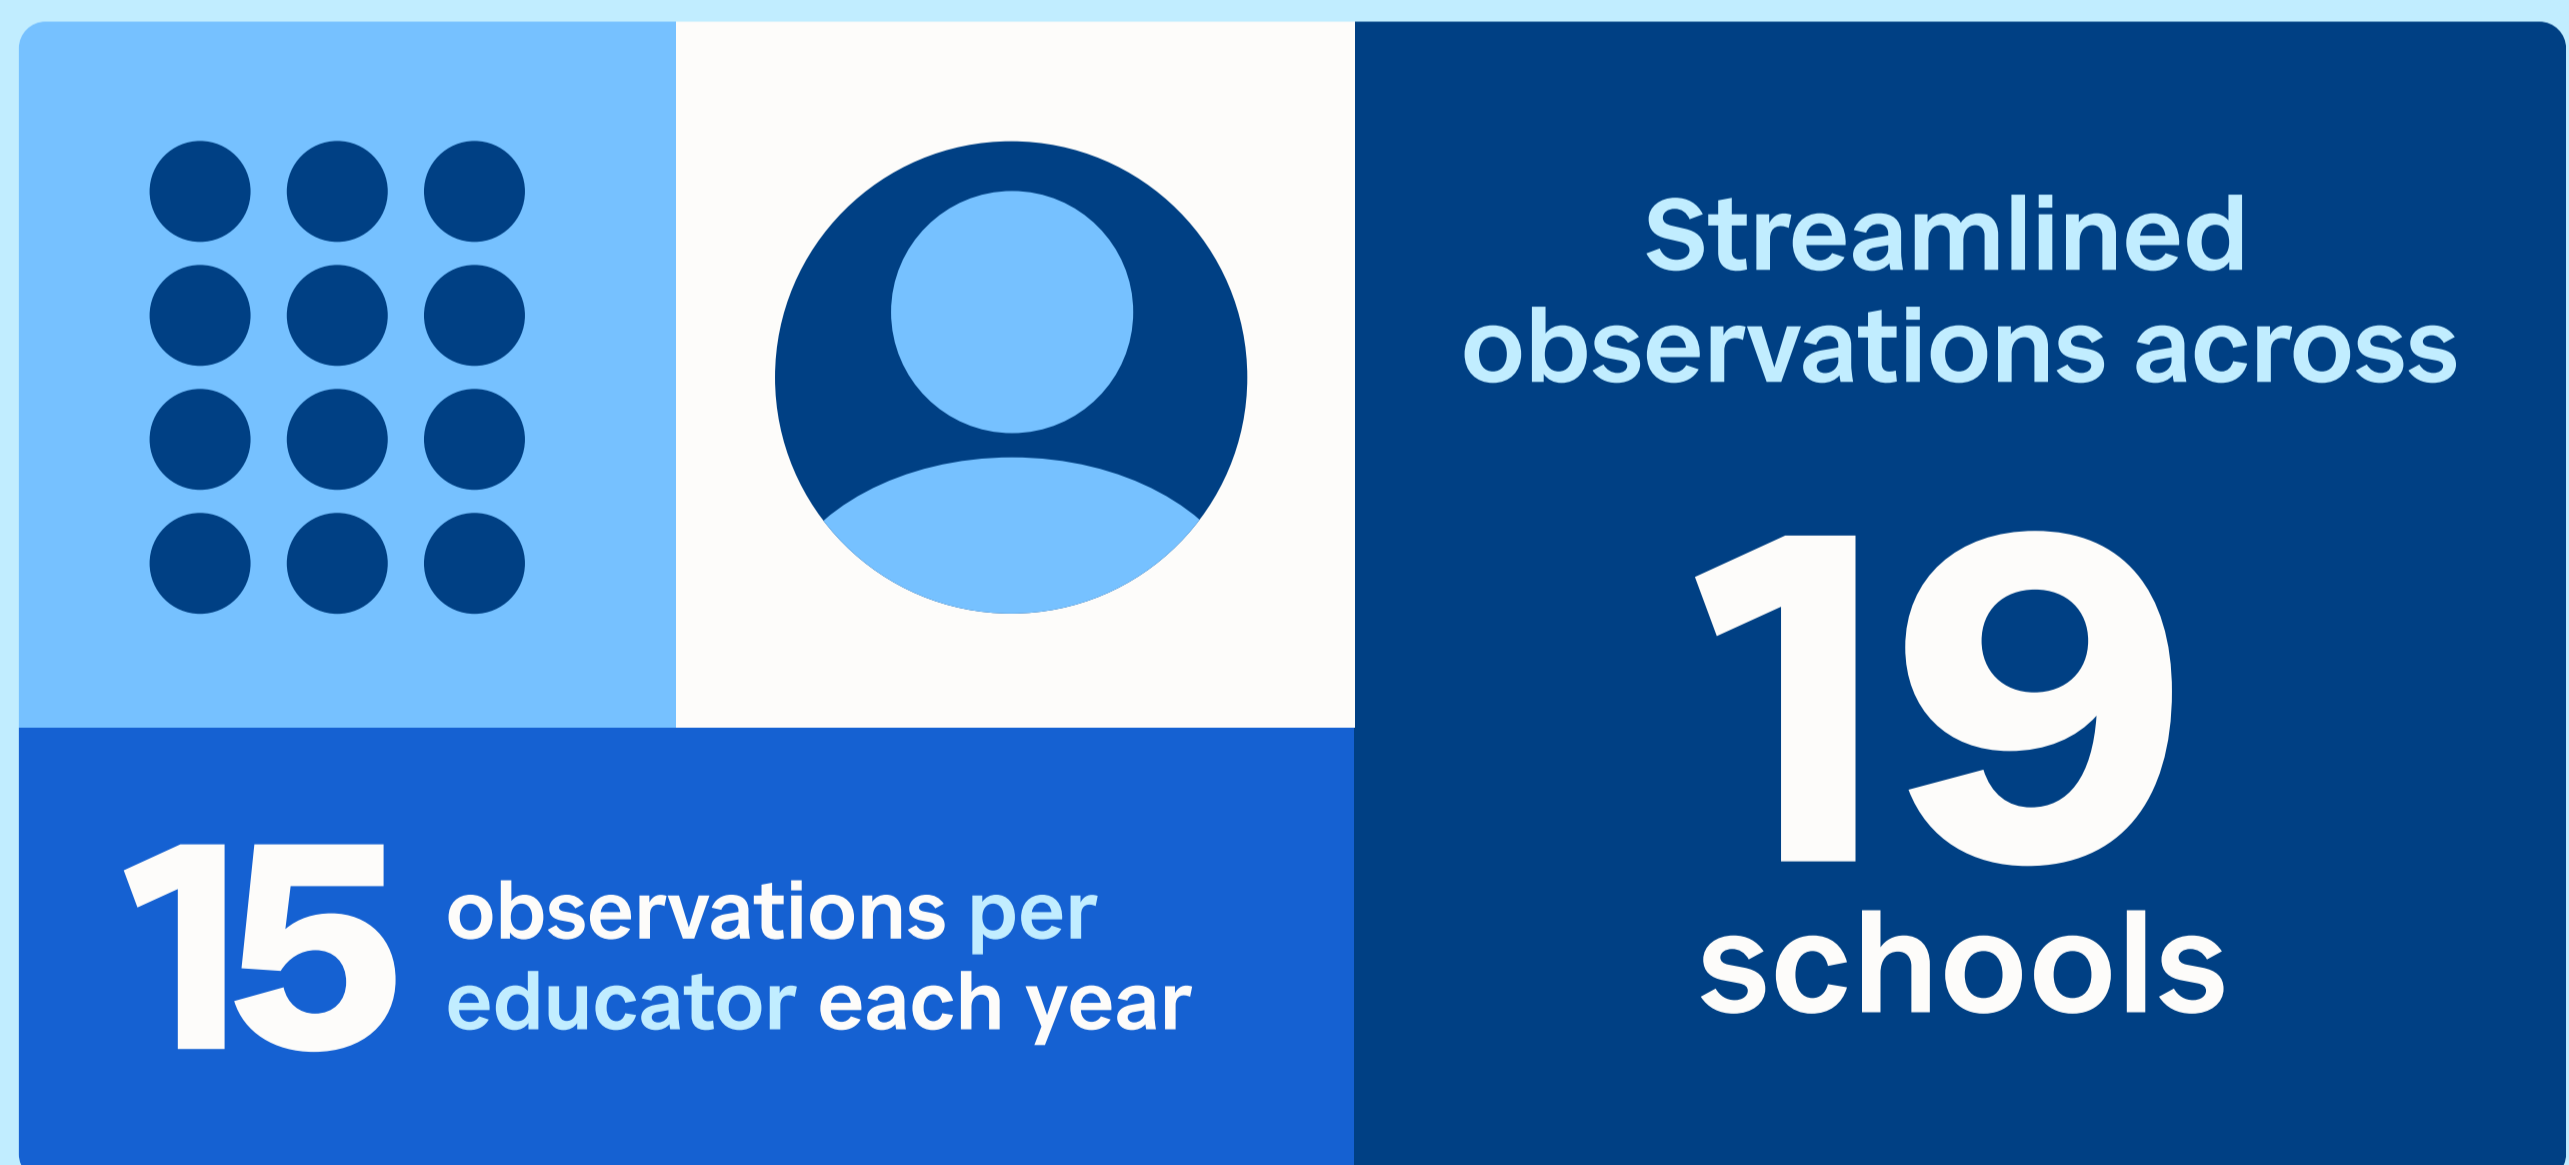 Streamlined
observations across
19
schools
15
observations per
educator each year